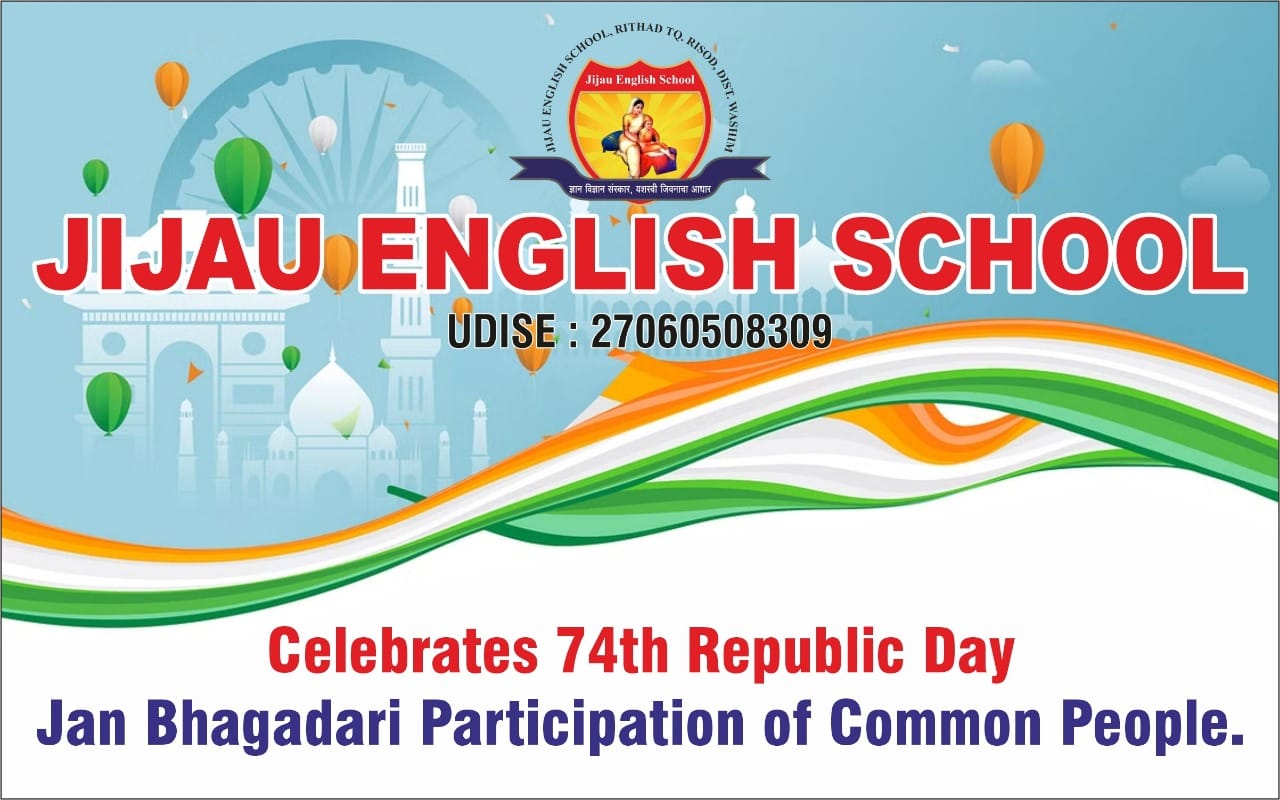 JIJAU ENGLISH SCHOOL, RITHAD TQ. RISOD, DIST. WASHIM
Jijau English School
ज्ञान विज्ञान संस्कार, यशस्वी जिवनाचा आधार
JIJAU ENGLISH SCHOOL
UDISE : 27060508309
Celebrates 74th Republic Day
Jan Bhagadari Participation of Common People.